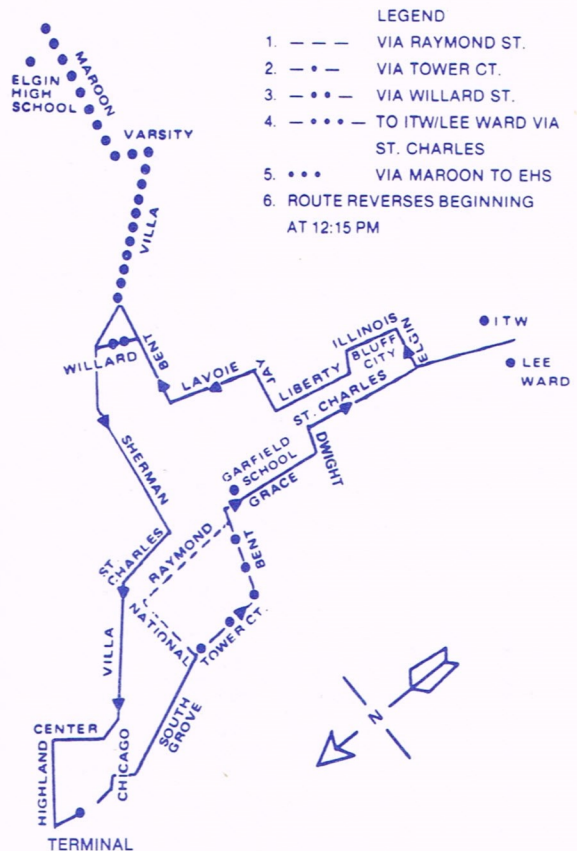 LEGEND
1. — — — VIA RAYMOND ST.
2. — • — VIA TOWER CT.
3. — •• — VIA WILLARD ST.
4. — ••• — TO ITW/LEE WARD VIA
ST. CHARLES
5. ••• VIA MAROON TO EHS
6. ROUTE REVERSES BEGINNING
AT 12:15 PM
MAROON
ELGIN
HIGH
SCHOOL
VARSITY
VILLA
WILLARD
BENT
LAVOIE
JAY
LIBERTY
ILLINOIS
BLUFF
CITY
ELGIN
ITW
LEE
WARD
ST. CHARLES
DWIGHT
GARFIELD
SCHOOL
GRACE
SHERMAN
ST.
CHARLES
RAYMOND
BENT
NATIONAL
TOWER CT.
VILLA
SOUTH
GROVE
CENTER
HIGHLAND
CHICAGO
N
TERMINAL